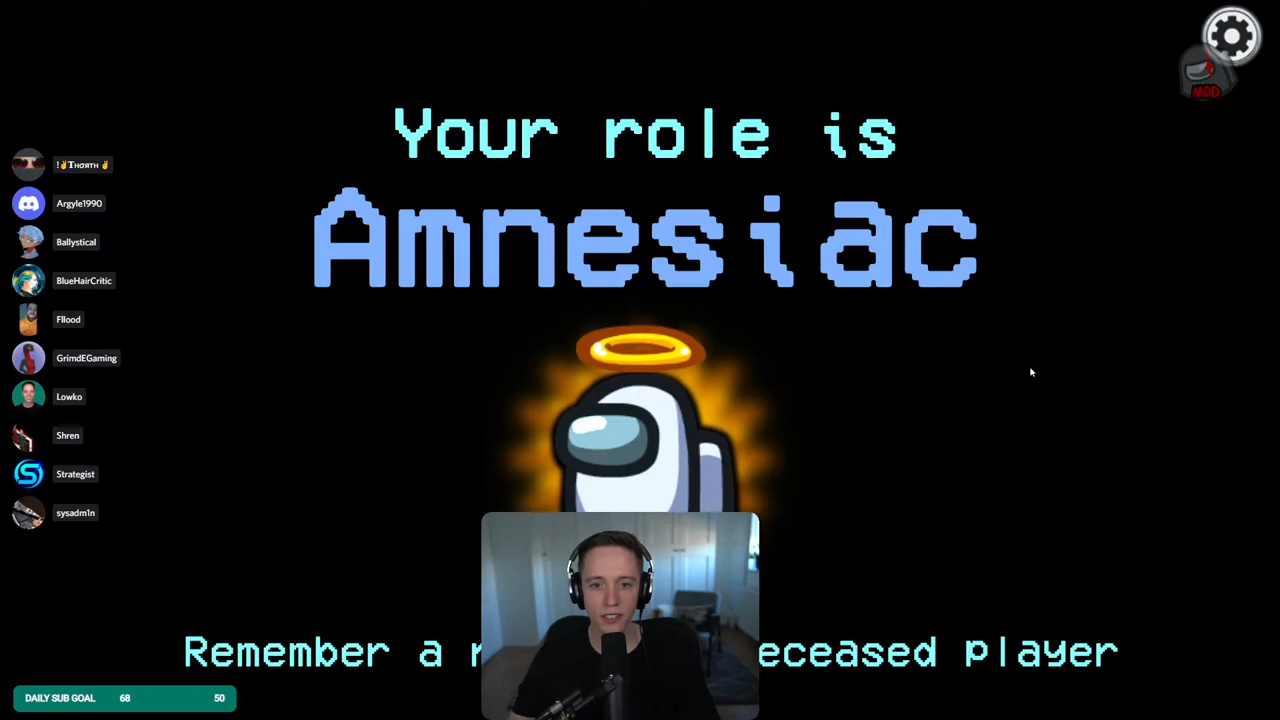 MOD
Your role is
Amnesiac
!✌Тнσятн ✌
Argyle1990
Ballystical
BlueHairCritic
Fllood
GrimdEGaming
Lowko
Shren
Strategist
sysadm1n
Remember a eceased player
DAILY SUB GOAL 68 50